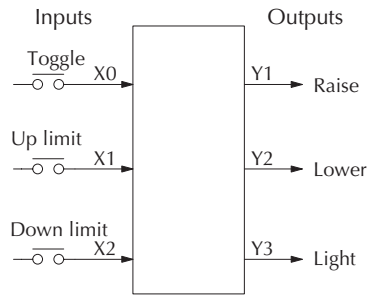 Inputs
Outputs
Toggle
X0
Y1
Raise
Up limit
X1
Y2
Lower
Down limit
X2
Y3
Light